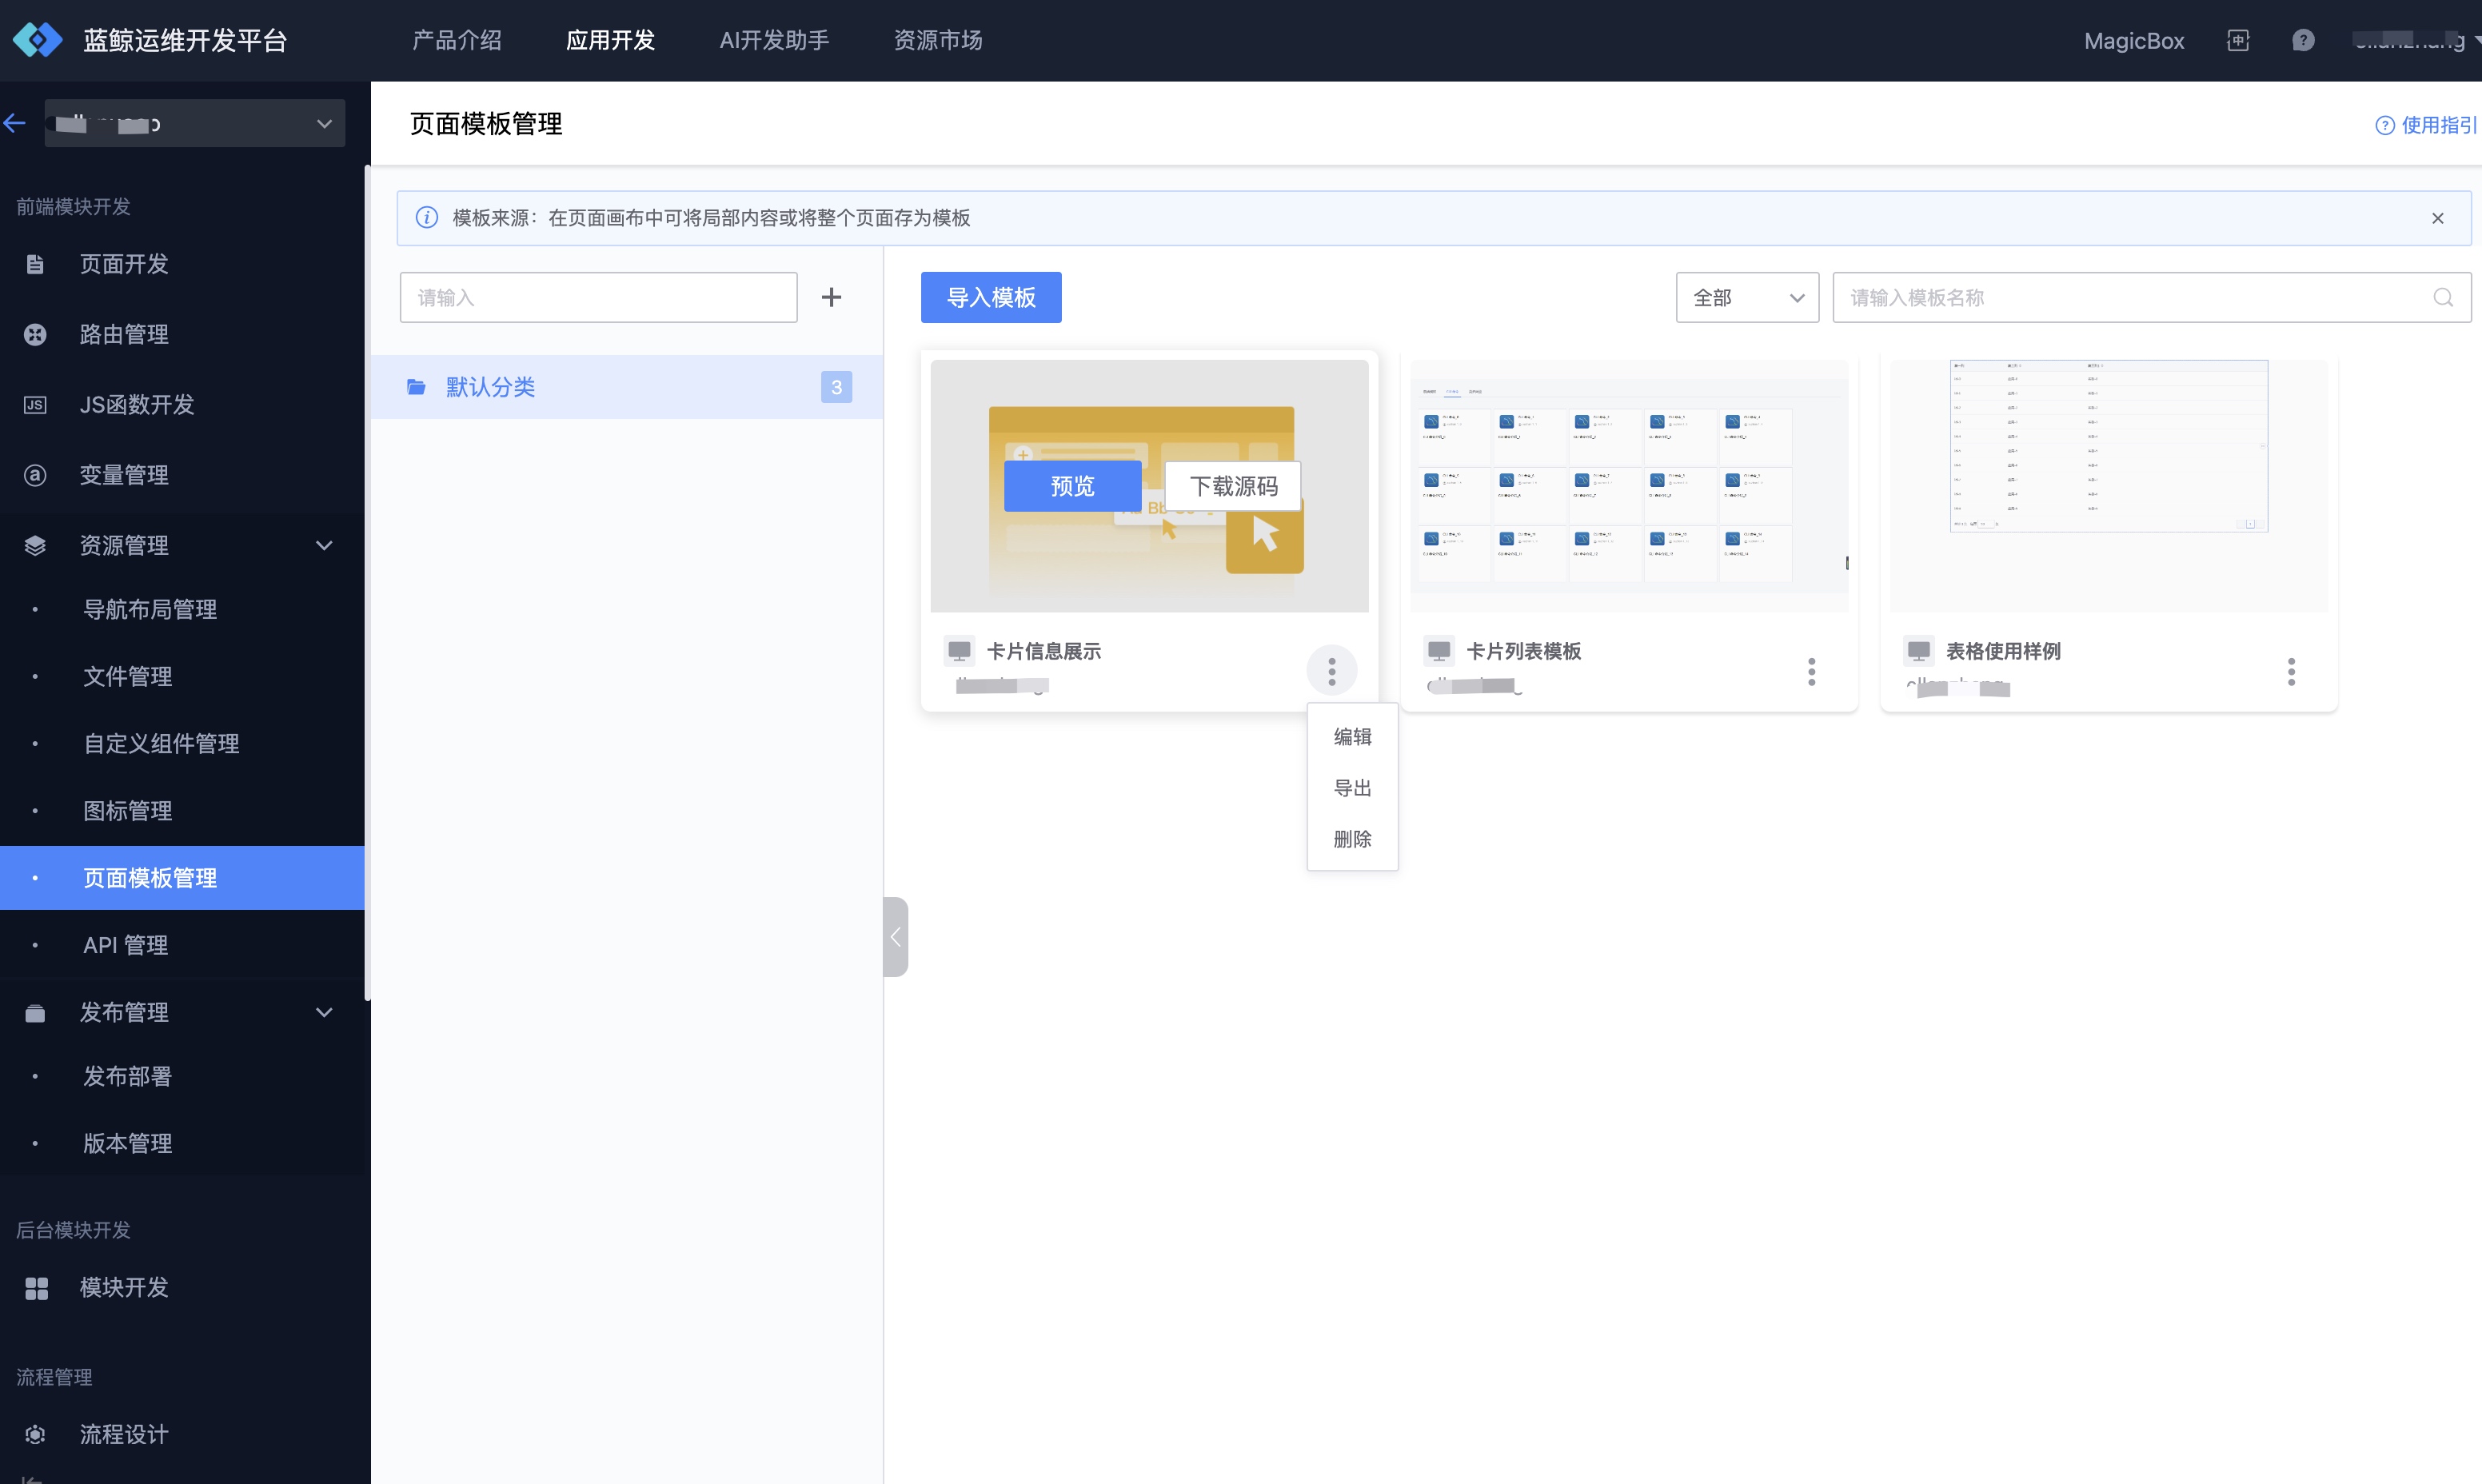 蓝鲸运维开发平台
产品介绍
应用开发
AI开发助手
资源市场
MagicBox
中
页面模板管理
使用指引
前端模块开发
页面开发
路由管理
JS
JS函数开发
变量管理
资源管理
导航布局管理
文件管理
自定义组件管理
图标管理
页面模板管理
API 管理
发布管理
发布部署
版本管理
后台模块开发
模块开发
流程管理
流程设计
模板来源：在页面画布中可将局部内容或将整个页面存为模板
请输入
默认分类
3
导入模板
全部
请输入模板名称
预览
下载源码
卡片信息展示
卡片列表模板
表格使用样例
编辑
导出
删除